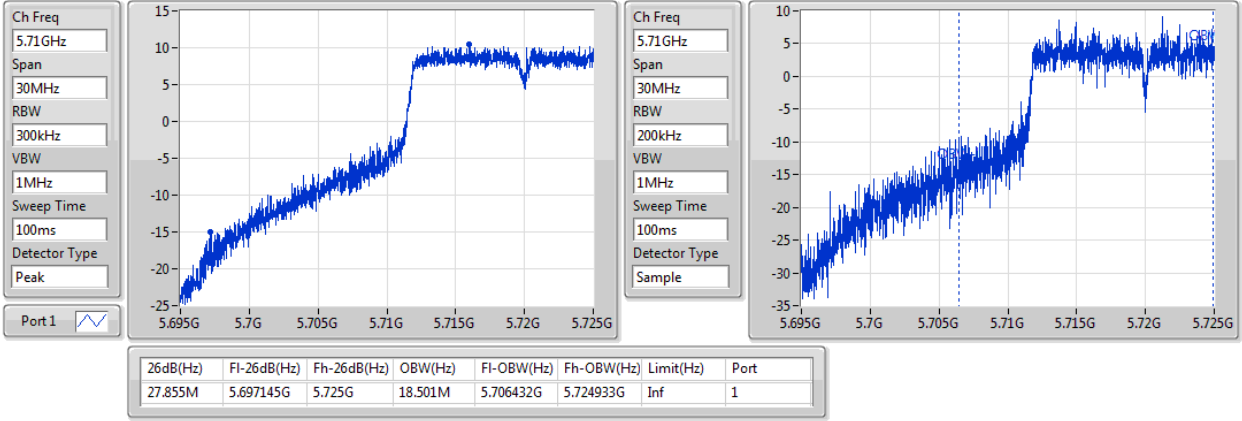 Ch Freq
5.71GHz
Span
30MHz
RBW
300kHz
VBW
1MHz
Sweep Time
100ms
Detector Type
Peak
Port 1
15
10
5
0
-5
-10
-15
-20
-25
5.695G 5.7G 5.705G 5.71G 5.715G 5.72G 5.725G
Ch Freq
5.71GHz
Span
30MHz
RBW
200kHz
VBW
1MHz
Sweep Time
100ms
Detector Type
Sample
10
5
0
-5
-10
-15
-20
-25
-30
-35
5.695G 5.7G 5.705G 5.71G 5.715G 5.72G 5.725G
26dB(Hz) Fl-26dB(Hz) Fh-26dB(Hz) OBW(Hz) Fl-OBW(Hz) Fh-OBW(Hz) Limit(Hz) Port
27.855M 5.697145G 5.725G 18.501M 5.706432G 5.724933G Inf 1